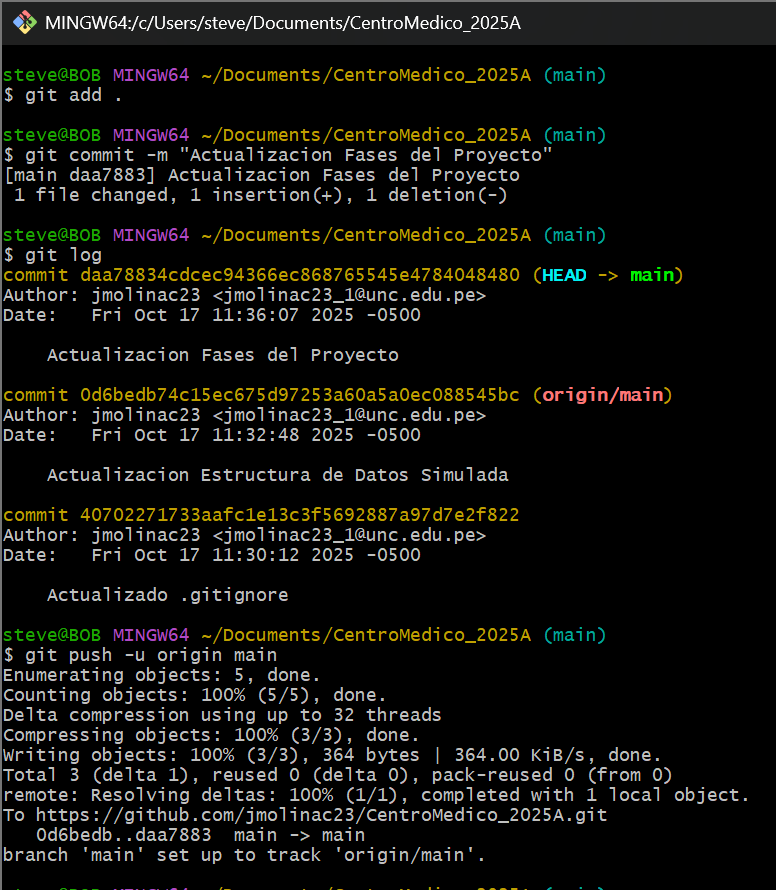 MINGW64:/c/Users/steve/Documents/CentroMedico_2025A
steve@BOB MINGW64 ~/Documents/CentroMedico_2025A (main)
$ git add .
steve@BOB MINGW64 ~/Documents/CentroMedico_2025A (main)
$ git commit -m "Actualizacion Fases del Proyecto"
[main daa7883] Actualizacion Fases del Proyecto
1 file changed, 1 insertion(+), 1 deletion(-)
steve@BOB MINGW64 ~/Documents/CentroMedico_2025A (main)
$ git log
commit daa78834cdcec94366ec868765545e4784048480 (HEAD -> main)
Author: jmolinac23 <jmolinac23_1@unc.edu.pe>
Date:   Fri Oct 17 11:36:07 2025 -0500
Actualizacion Fases del Proyecto
commit 0d6bedb74c15ec675d97253a60a5a0ec088545bc (origin/main)
Author: jmolinac23 <jmolinac23_1@unc.edu.pe>
Date:   Fri Oct 17 11:32:48 2025 -0500
Actualizacion Estructura de Datos Simulada
commit 40702271733aafc1e13c3f5692887a97d7e2f822
Author: jmolinac23 <jmolinac23_1@unc.edu.pe>
Date:   Fri Oct 17 11:30:12 2025 -0500
Actualizado .gitignore
steve@BOB MINGW64 ~/Documents/CentroMedico_2025A (main)
$ git push -u origin main
Enumerating objects: 5, done.
Counting objects: 100% (5/5), done.
Delta compression using up to 32 threads
Compressing objects: 100% (3/3), done.
Writing objects: 100% (3/3), 364 bytes | 364.00 KiB/s, done.
Total 3 (delta 1), reused 0 (delta 0), pack-reused 0 (from 0)
remote: Resolving deltas: 100% (1/1), completed with 1 local object.
To https://github.com/jmolinac23/CentroMedico_2025A.git
0d6bedb..daa7883  main -> main
branch 'main' set up to track 'origin/main'.